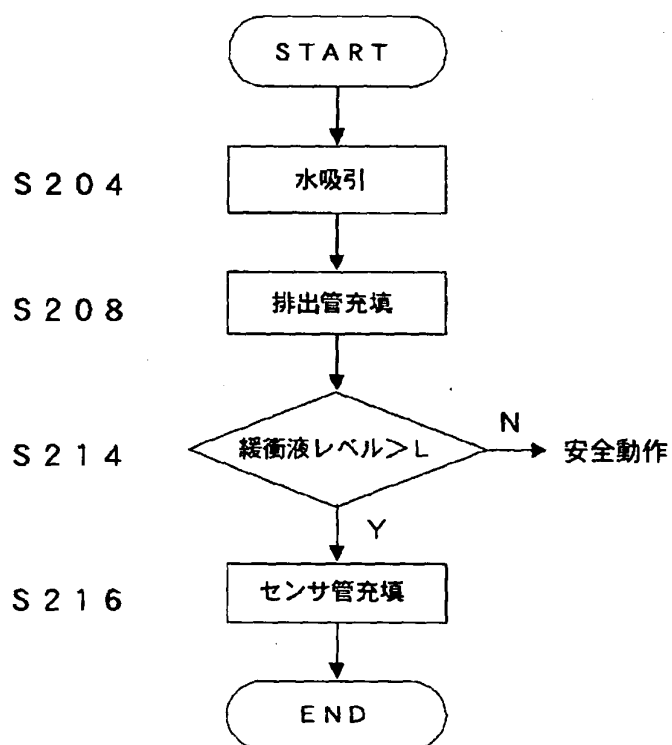 START
S204 水吸引
S208 排出管充填
S214 緩衝液レベル>L N 安全動作
Y
S216 センサ管充填
END